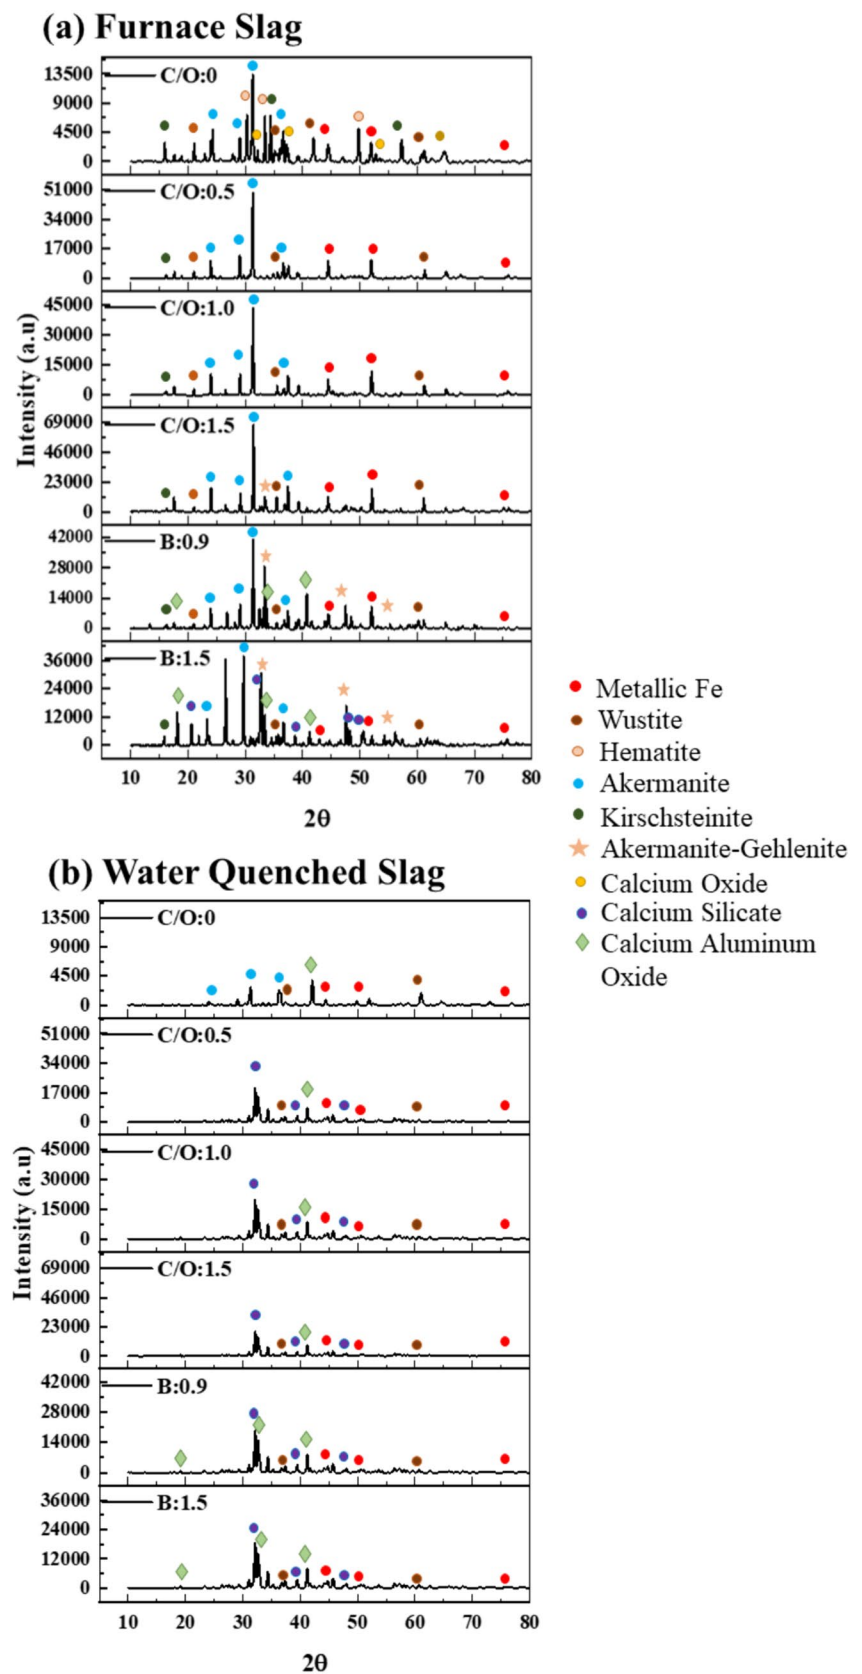 (a) Furnace Slag
13500
9000
4500
0
C/O:0
51000
34000
17000
0
C/O:0.5
45000
30000
15000
0
C/O:1.0
69000
46000
23000
0
C/O:1.5
42000
28000
14000
0
B:0.9
36000
24000
12000
0
B:1.5
Intensity (a.u)
10 20 30 40 50 60 70 80
2θ
Metallic Fe
Wustite
Hematite
Akermanite
Kirschsteinite
Akermanite-Gehlenite
Calcium Oxide
Calcium Silicate
Calcium Aluminum
Oxide
(b) Water Quenched Slag
13500
9000
4500
0
C/O:0
51000
34000
17000
0
C/O:0.5
45000
30000
15000
0
C/O:1.0
69000
46000
23000
0
C/O:1.5
42000
28000
14000
0
B:0.9
36000
24000
12000
0
B:1.5
Intensity (a.u)
10 20 30 40 50 60 70 80
2θ